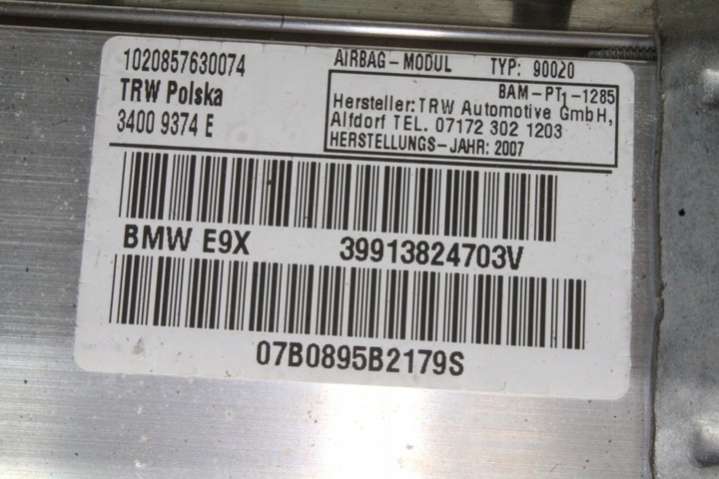 1020857630074
TRW Polska
3400 9374 E
AIRBAG-MODUL TYP: 90020
BAM-PT1-1285
Hersteller: TRW Automotive GmbH,
Alfdorf TEL. 07172 302 1203
HERSTELLUNGS-JAHR: 2007
BMW E9X 39913824703V
07B0895B2179S